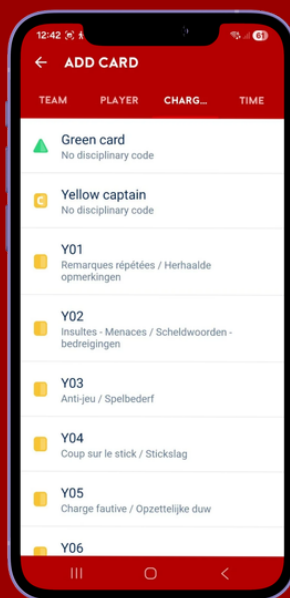 12:42
61
ADD CARD
TEAM PLAYER CHARG... TIME
Green card
No disciplinary code
C
Yellow captain
No disciplinary code
Y01
Remarques répétées / Herhaalde
opmerkingen
Y02
Insultes - Menaces / Scheldwoorden -
bedreigingen
Y03
Anti-jeu / Spelbederf
Y04
Coup sur le stick / Stickslag
Y05
Charge fautive / Opzettelijke duw
Y06